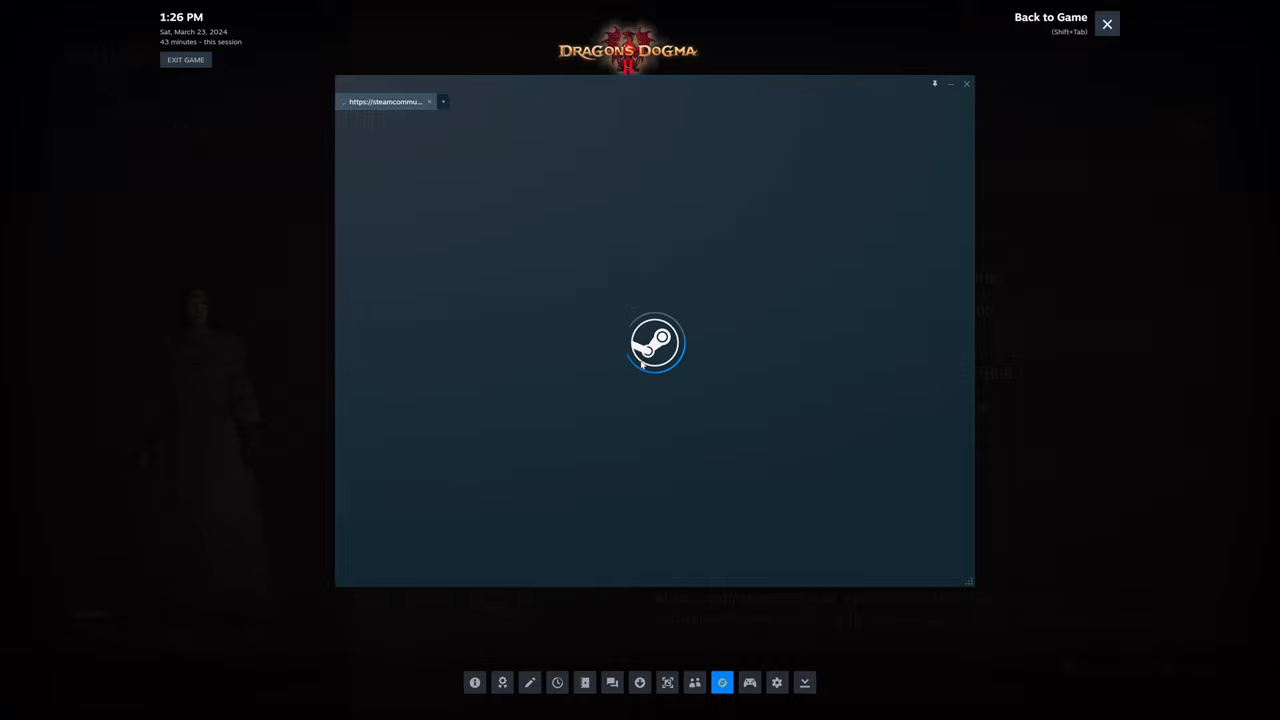 1:26 PM
Sat, March 23, 2024
43 minutes - this session
EXIT GAME
DRAGON'S DOGMA
II
Back to Game
(Shift+Tab)
https://steamcommu...